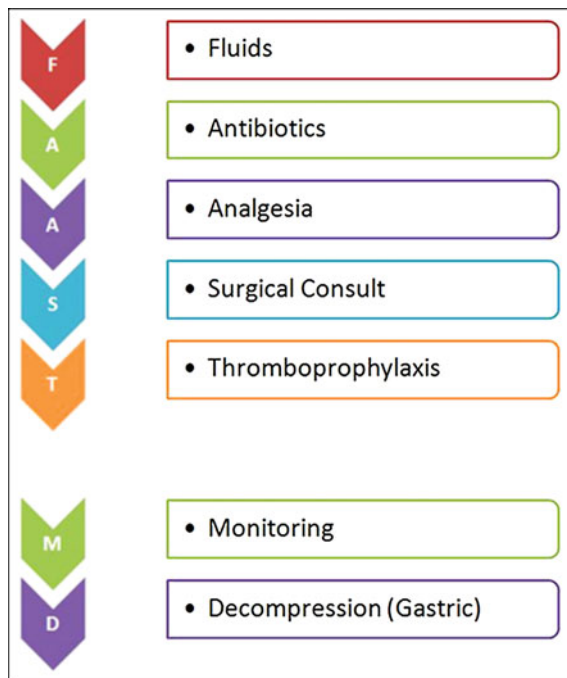 F
• Fluids
A
• Antibiotics
A
• Analgesia
S
• Surgical Consult
T
• Thromboprophylaxis
M
• Monitoring
D
• Decompression (Gastric)